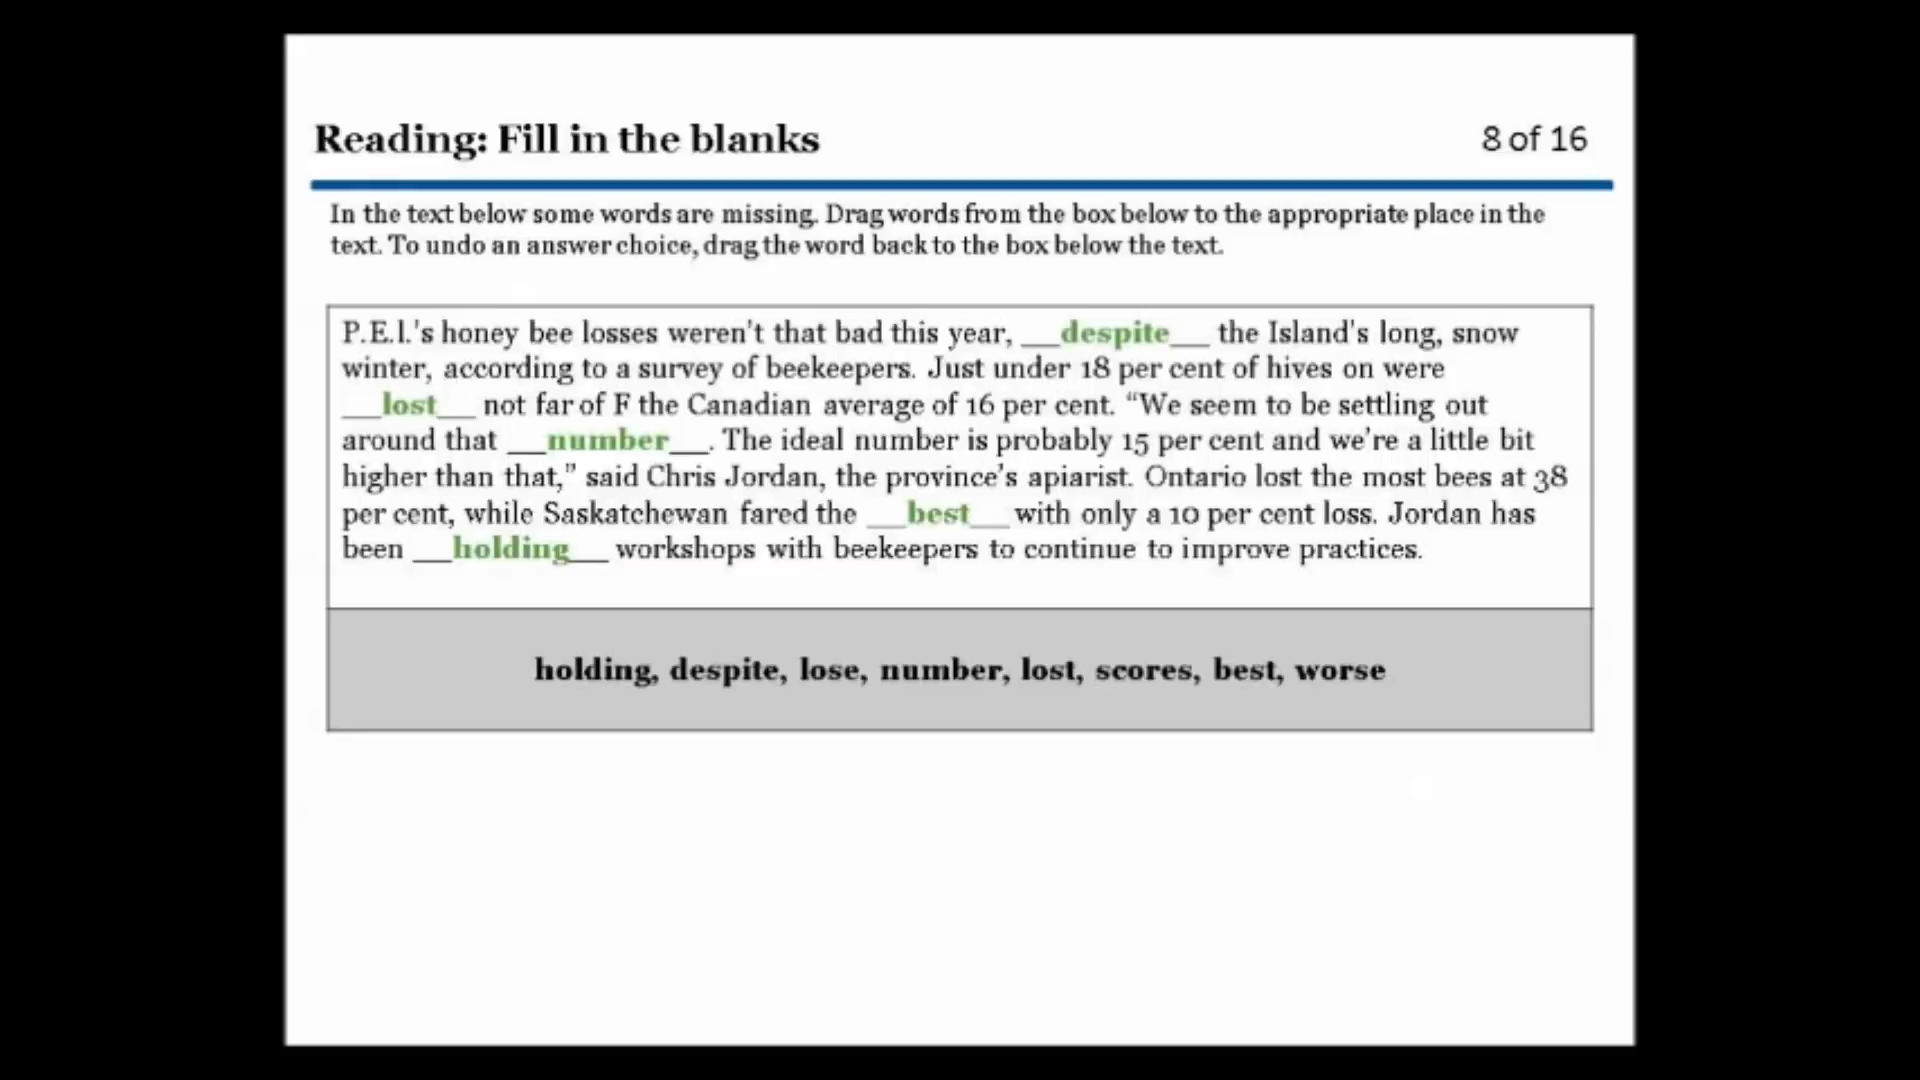 Reading: Fill in the blanks
8 of 16
In the text below some words are missing. Drag words from the box below to the appropriate place in the
text. To undo an answer choice, drag the word back to the box below the text.
P.E.l.'s honey bee losses weren't that bad this year, __despite__ the Island's long, snow
winter, according to a survey of beekeepers. Just under 18 per cent of hives on were
__lost__ not far of F the Canadian average of 16 per cent. “We seem to be settling out
around that __number__. The ideal number is probably 15 per cent and we're a little bit
higher than that,” said Chris Jordan, the province's apiarist. Ontario lost the most bees at 38
per cent, while Saskatchewan fared the __best__ with only a 10 per cent loss. Jordan has
been __holding__ workshops with beekeepers to continue to improve practices.
holding, despite, lose, number, lost, scores, best, worse